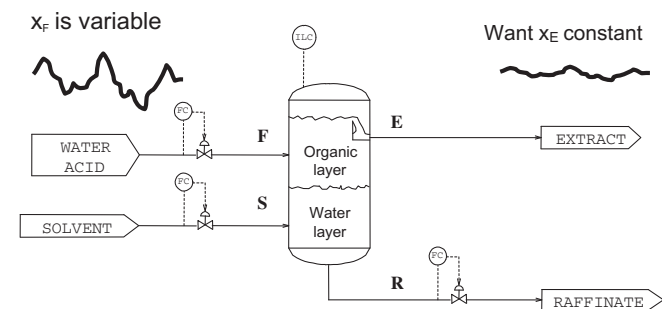 x_F is variable
Want x_E constant
ILC
FC
F
E
WATER
ACID
EXTRACT
Organic
layer
FC
S
Water
layer
SOLVENT
FC
R
RAFFINATE